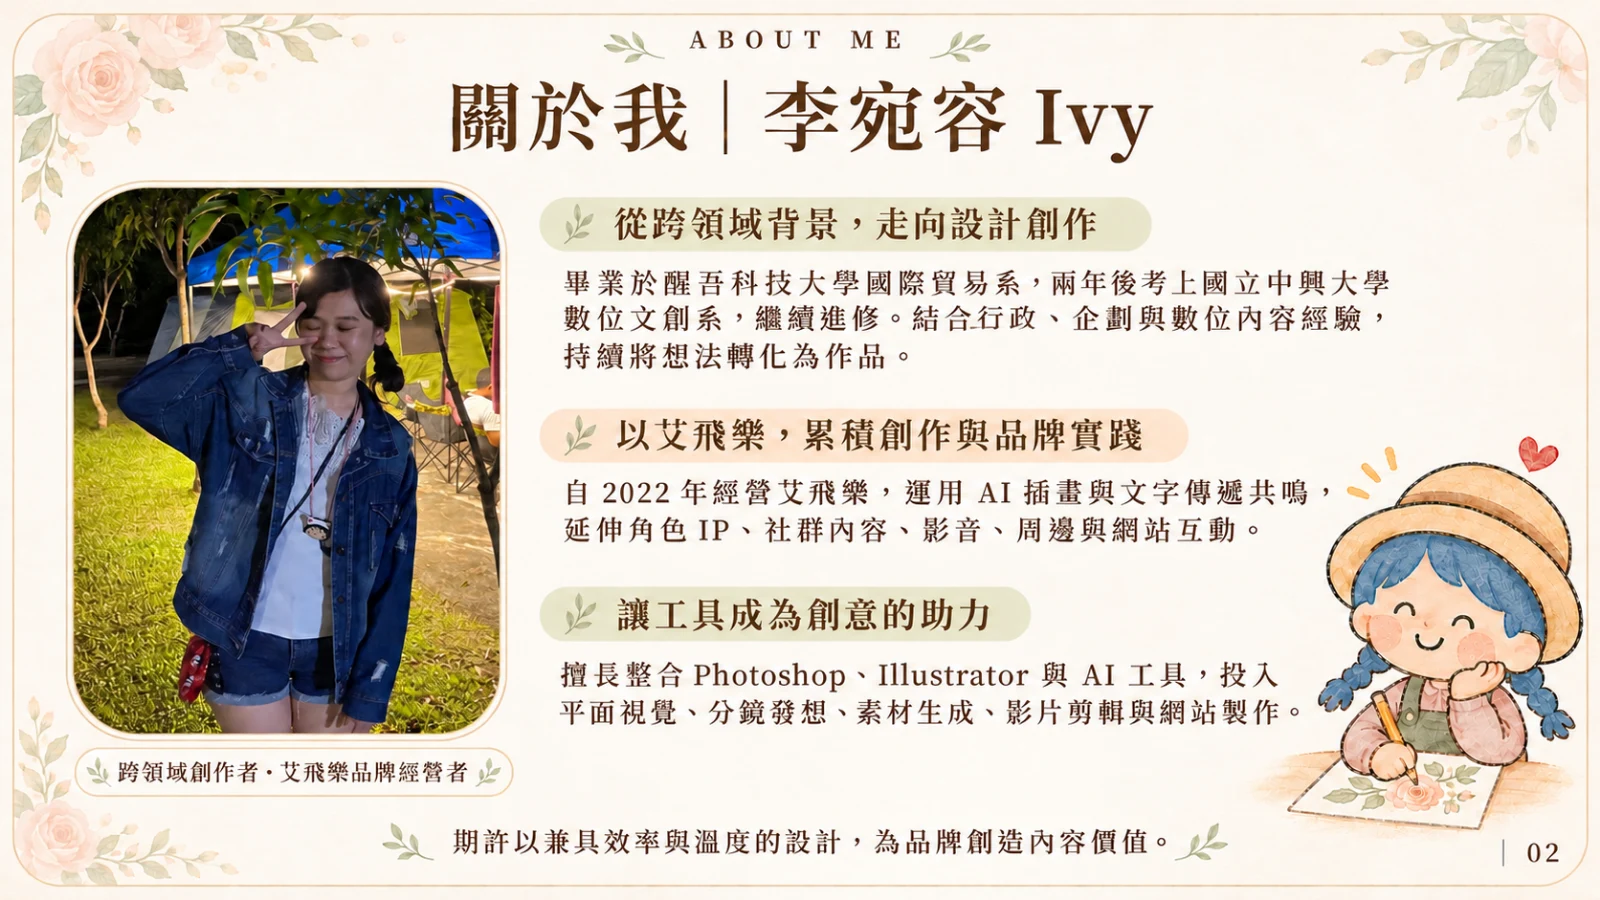 ABOUT ME
關於我｜李宛容 Ivy
從跨領域背景，走向設計創作
畢業於醒吾科技大學國際貿易系，兩年後考上國立中興大學
數位文創系，繼續進修。結合行政、企劃與數位內容經驗，
持續將想法轉化為作品。
以艾飛樂，累積創作與品牌實踐
自 2022 年經營艾飛樂，運用 AI 插畫與文字傳遞共鳴，
延伸角色 IP、社群內容、影音、周邊與網站互動。
讓工具成為創意的助力
擅長整合 Photoshop、Illustrator 與 AI 工具，投入
平面視覺、分鏡發想、素材生成、影片剪輯與網站製作。
跨領域創作者・艾飛樂品牌經營者
期許以兼具效率與溫度的設計，為品牌創造內容價值。
| 02